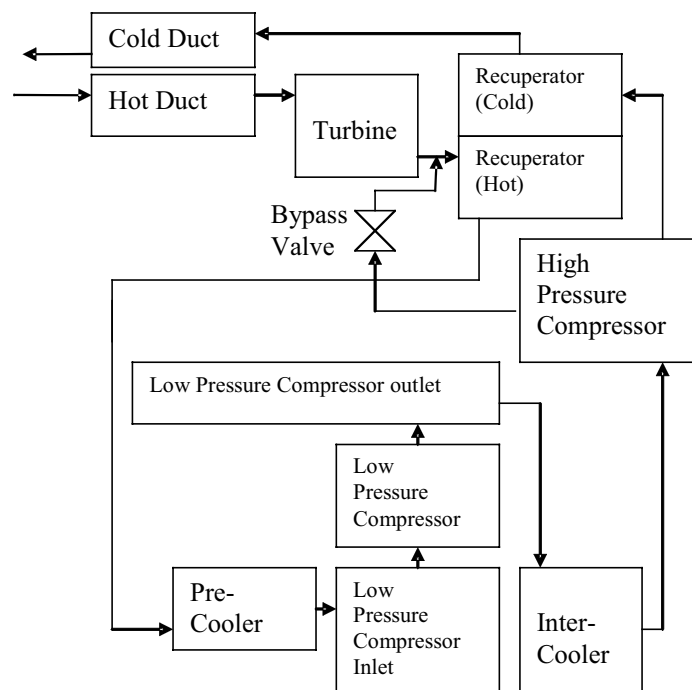 Cold Duct
Hot Duct
Turbine
Recuperator
(Cold)
Recuperator
(Hot)
Bypass
Valve
High
Pressure
Compressor
Low Pressure Compressor outlet
Low
Pressure
Compressor
Pre-
Cooler
Low
Pressure
Compressor
Inlet
Inter-
Cooler